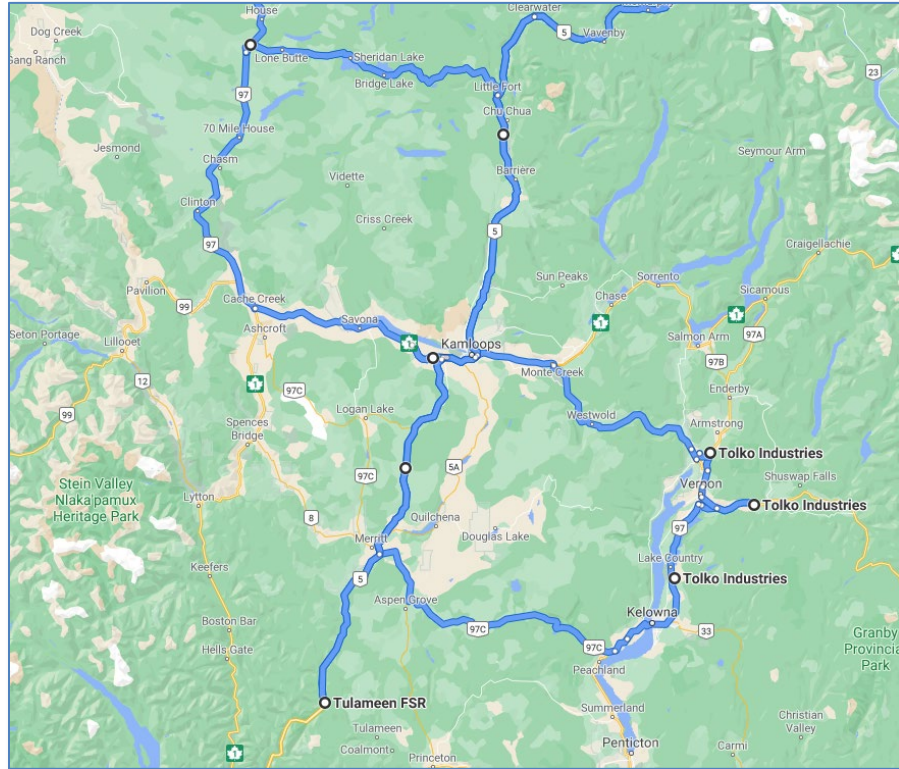 House
Clearwater
5
Vavenby
Dog Creek
Gang Ranch
Lone Butte
Sheridan Lake
Bridge Lake
Little Fort
23
97
Chu Chua
70 Mile House
Jesmond
Chasm
Vidette
Barriere
Seymour Arm
Clinton
Criss Creek
5
97
Craigellachie
Pavilion
99
Sun Peaks
Sorrento
Cache Creek
Chase
Sicamous
Savona
1
1
97A
Ashcroft
Seton Portage
Lillooet
1
Kamloops
Salmon Arm
Monte Creek
97B
12
1
97C
Enderby
99
Logan Lake
Westwold
Armstrong
Spences
Bridge
5A
Tolko Industries
Stein Valley
Nlaka'pamux
Heritage Park
Lytton
97C
Vernon
Shuswap Falls
8
Quilchena
Tolko Industries
Douglas Lake
97
Merritt
Lake Country
Keefers
5
Tolko Industries
Aspen Grove
Boston Bar
97C
Kelowna
33
Hells Gate
97C
Granby
Provincia
Park
Peachland
Tulameen FSR
Summerland
Christian
Valley
Tulameen
Coalmont
1
Penticton
Carmi
Princeton